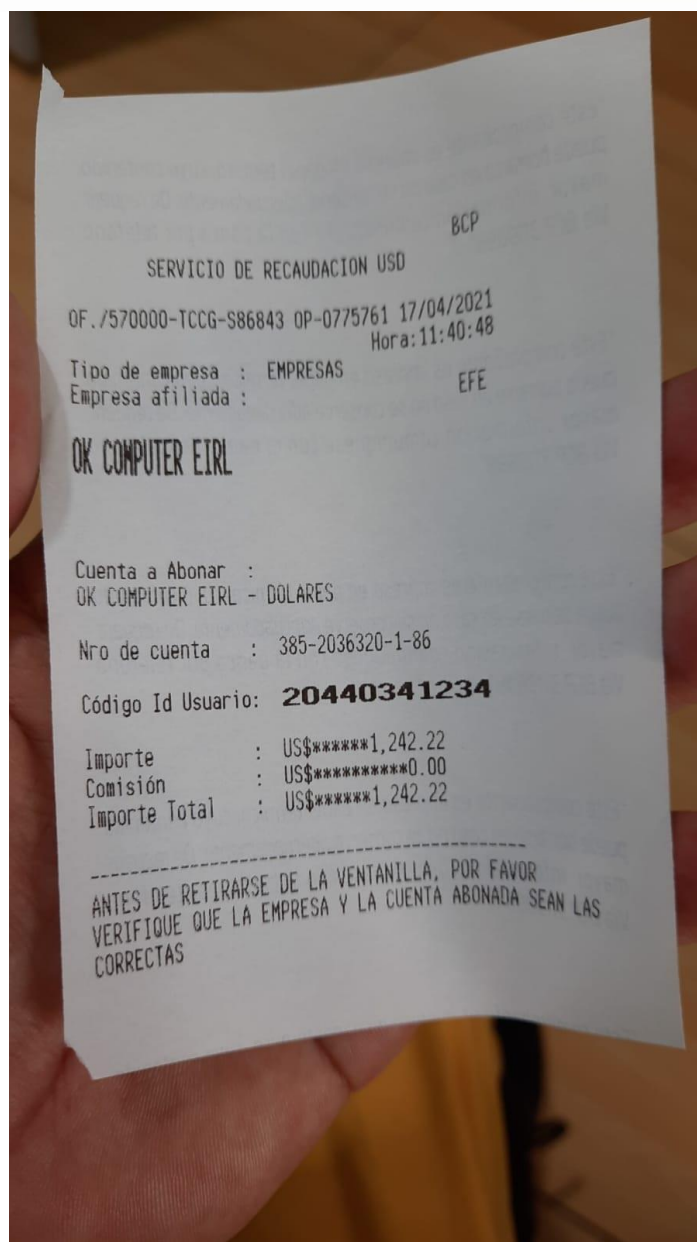 BCP
SERVICIO DE RECAUDACION USD
OF./570000-TCCG-S86843 OP-0775761 17/04/2021
Hora:11:40:48
Tipo de empresa : EMPRESAS
Empresa afiliada : EFE
OK COMPUTER EIRL
Cuenta a Abonar :
OK COMPUTER EIRL - DOLARES
Nro de cuenta : 385-2036320-1-86
Código Id Usuario: 20440341234
Importe : US$******1,242.22
Comisión : US$**********0.00
Importe Total : US$******1,242.22
--------------------------------------------
ANTES DE RETIRARSE DE LA VENTANILLA, POR FAVOR
VERIFIQUE QUE LA EMPRESA Y LA CUENTA ABONADA SEAN LAS
CORRECTAS